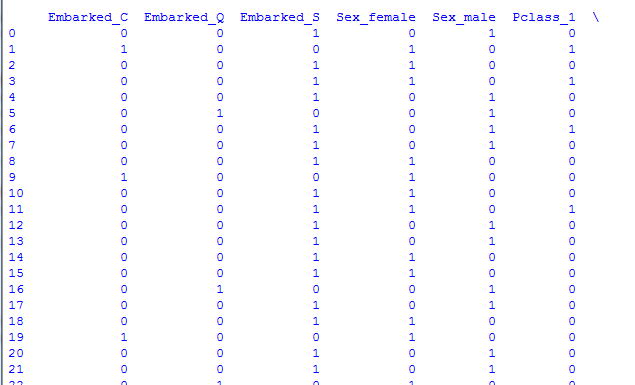 Embarked_C Embarked_Q Embarked_S Sex_female Sex_male Pclass_1 \
0 0 0 1 0 1 0
1 1 0 0 1 0 1
2 0 0 1 1 0 0
3 0 0 1 1 0 1
4 0 0 1 0 1 0
5 0 1 0 0 1 0
6 0 0 1 0 1 1
7 0 0 1 0 1 0
8 0 0 1 1 0 0
9 1 0 0 1 0 0
10 0 0 1 1 0 0
11 0 0 1 1 0 1
12 0 0 1 0 1 0
13 0 0 1 0 1 0
14 0 0 1 1 0 0
15 0 0 1 1 0 0
16 0 1 0 0 1 0
17 0 0 1 0 1 0
18 0 0 1 1 0 0
19 1 0 0 1 0 0
20 0 0 1 0 1 0
21 0 0 1 0 1 0
22 0 1 0 1 0 0